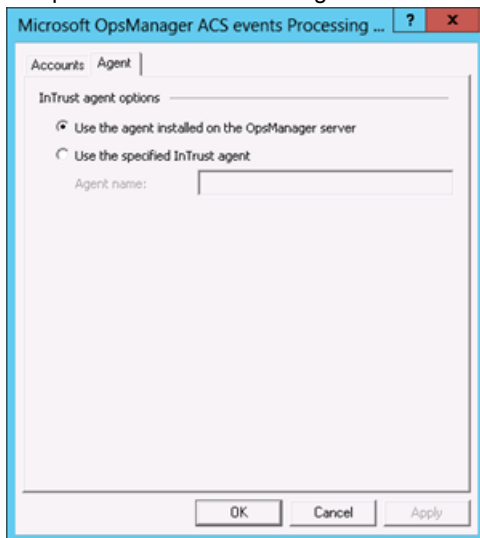 Microsoft OpsManager ACS events Processing ... ? x
Accounts Agent
InTrust agent options
Use the agent installed on the OpsManager server
Use the specified InTrust agent
Agent name:
OK Cancel Apply